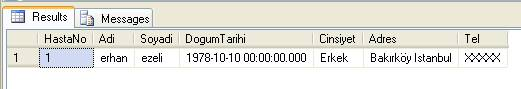 Results Messages
HastaNo Adi Soyadi DogumTarihi Cinsiyet Adres Tel
1 1 erhan ezeli 1978-10-10 00:00:00.000 Erkek Bakırköy Istanbul XXXXX